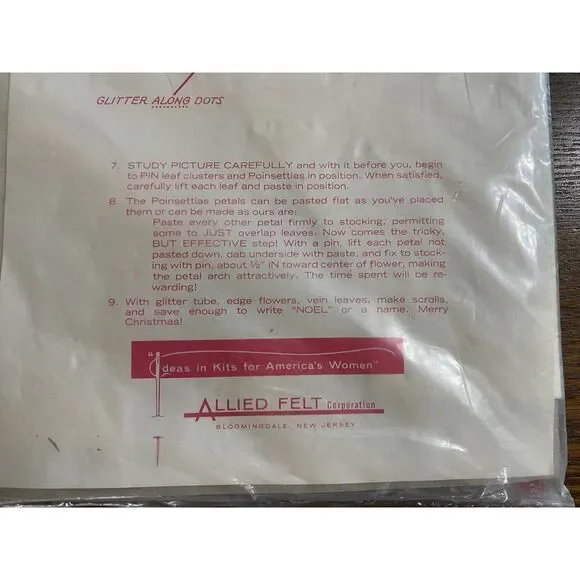 GLITTER ALONG DOTS
7. STUDY PICTURE CAREFULLY and with it before you, begin
to PIN leaf clusters and Poinsettias in position. When satisfied,
carefully lift each leaf and paste in position.
8. The Poinsettias petals can be pasted flat as you've placed
them or can be made as ours are:
Paste every other petal firmly to stocking, permitting
some to JUST overlap leaves. Now comes the tricky,
BUT EFFECTIVE step! With a pin, lift each petal not
pasted down, dab underside with paste, and fix to stock-
ing with pin, about ½" IN toward center of flower, making
the petal arch attractively. The time spent will be re-
warding!
9. With glitter tube, edge flowers, vein leaves, make scrolls,
and save enough to write "NOEL" or a name. Merry
Christmas!
"Ideas in Kits for America's Women"
ALLIED FELT Corporation
BLOOMINGDALE, NEW JERSEY